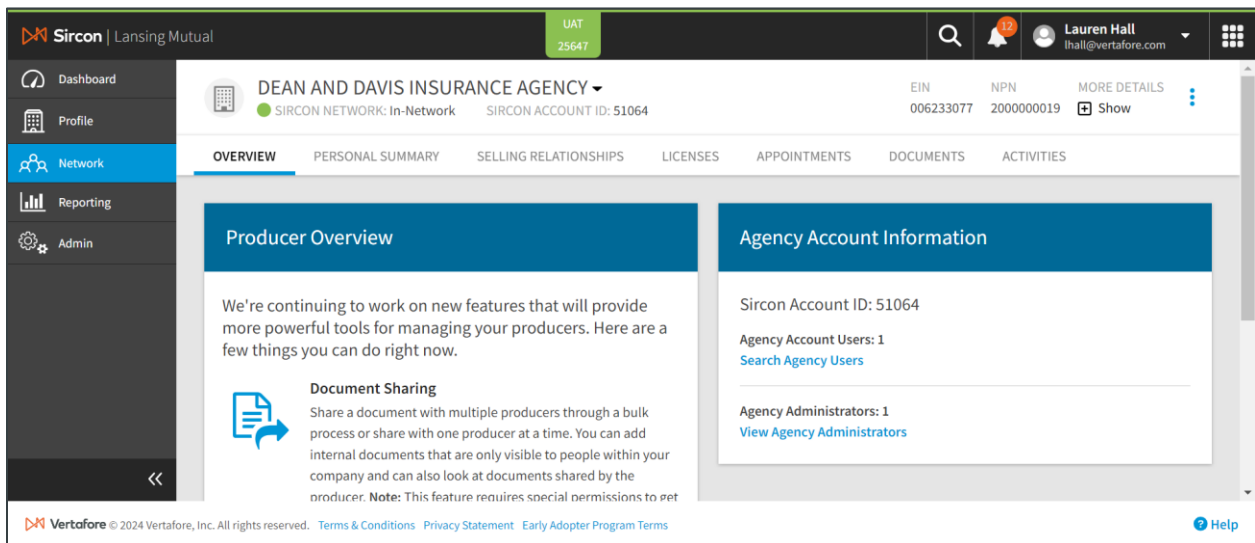 Sircon | Lansing Mutual
UAT
25647
12
Lauren Hall
lhall@vertafore.com
Dashboard
Profile
Network
Reporting
Admin
DEAN AND DAVIS INSURANCE AGENCY
SIRCON NETWORK: In-Network SIRCON ACCOUNT ID: 51064
EIN
006233077
NPN
2000000019
MORE DETAILS
Show
OVERVIEW PERSONAL SUMMARY SELLING RELATIONSHIPS LICENSES APPOINTMENTS DOCUMENTS ACTIVITIES
Producer Overview
We're continuing to work on new features that will provide
more powerful tools for managing your producers. Here are a
few things you can do right now.
Document Sharing
Share a document with multiple producers through a bulk
process or share with one producer at a time. You can add
internal documents that are only visible to people within your
company and can also look at documents shared by the
producer. Note: This feature requires special permissions to get
Agency Account Information
Sircon Account ID: 51064
Agency Account Users: 1
Search Agency Users
Agency Administrators: 1
View Agency Administrators
Vertafore © 2024 Vertafore, Inc. All rights reserved. Terms & Conditions Privacy Statement Early Adopter Program Terms
Help